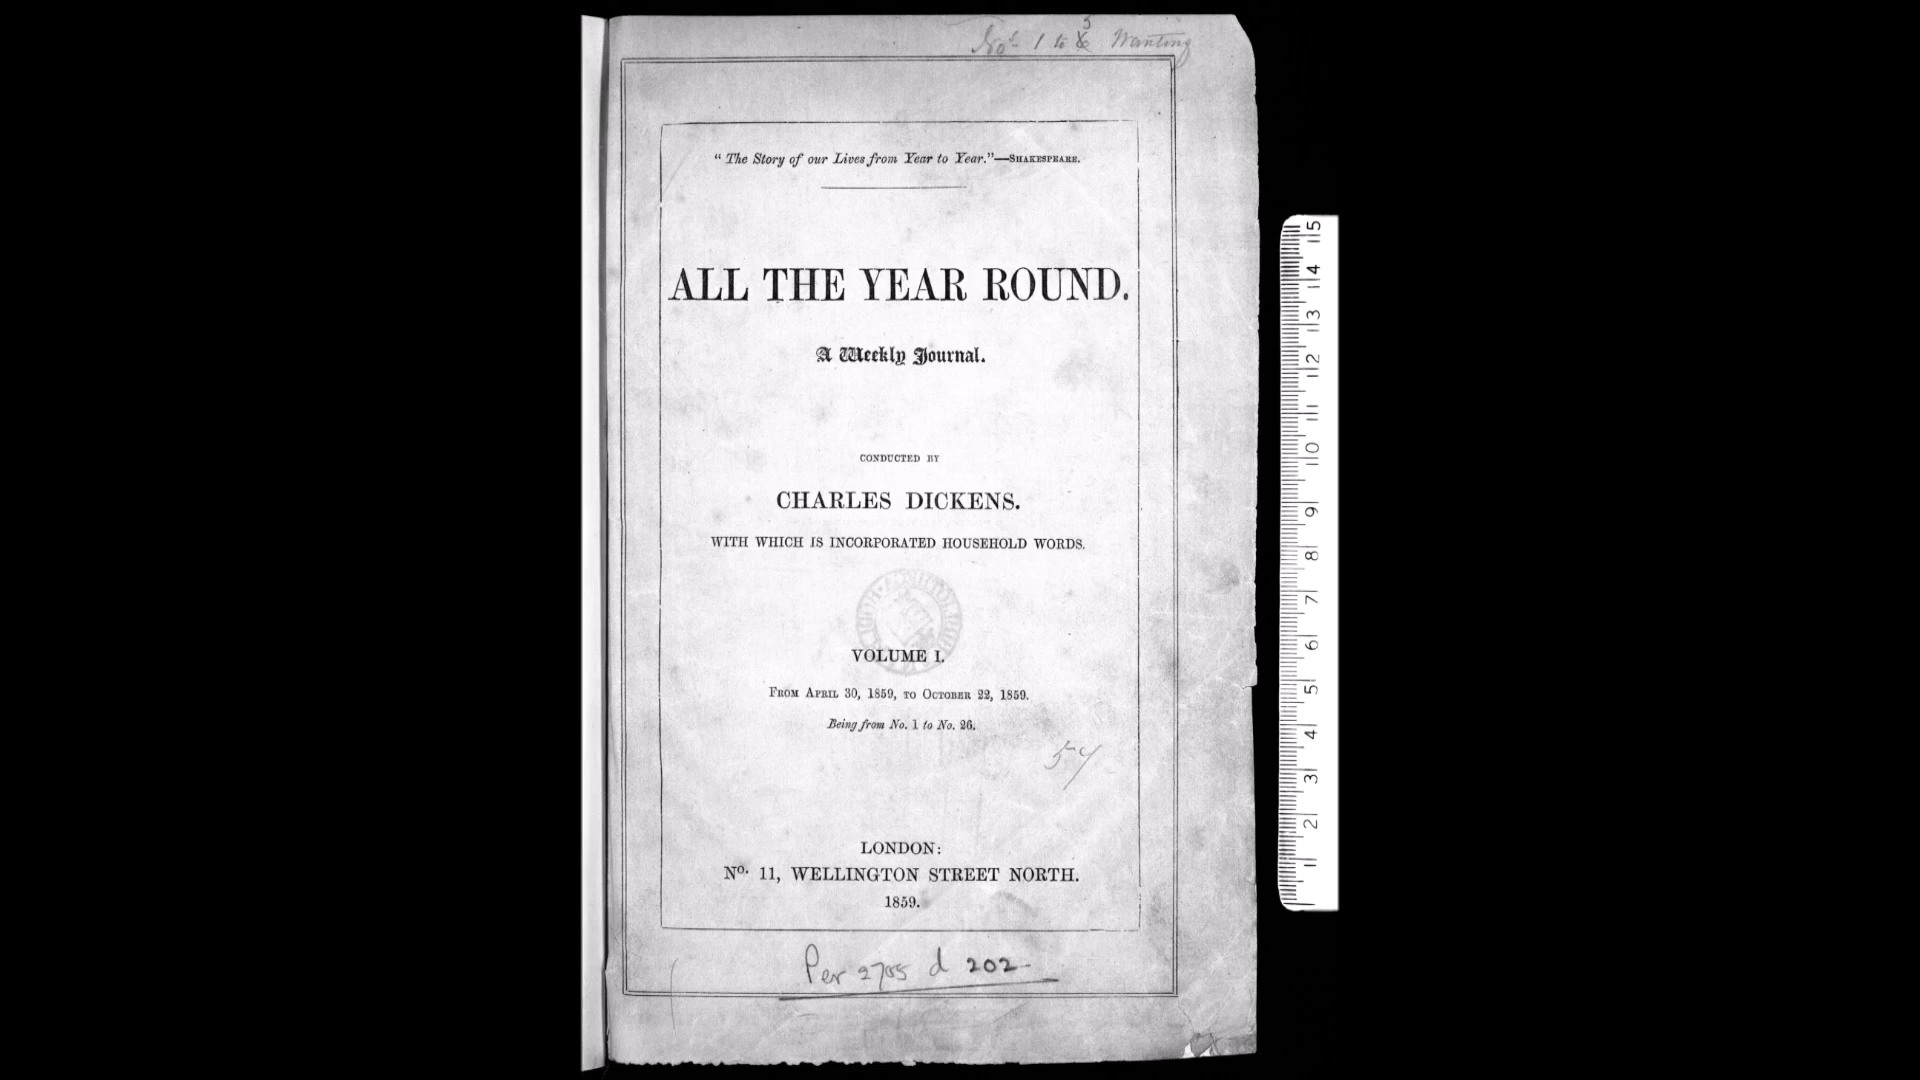 Nos. 1 to 5 Wanting
"The Story of our Lives from Year to Year."—SHAKESPEARE.
ALL THE YEAR ROUND.
A Weekly Journal.
CONDUCTED BY
CHARLES DICKENS.
WITH WHICH IS INCORPORATED HOUSEHOLD WORDS.
VOLUME I.
FROM APRIL 30, 1859, TO OCTOBER 22, 1859.
Being from No. 1 to No. 26.
LONDON:
No. 11, WELLINGTON STREET NORTH.
1859.
Per 2705 d 202
15
14
13
12
11
10
9
8
7
6
5
4
3
2
1